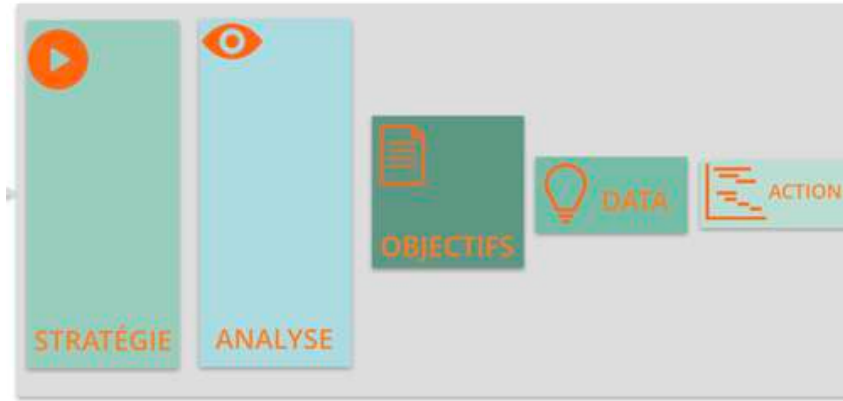 STRATÉGIE
ANALYSE
OBJECTIFS
DATA
ACTION